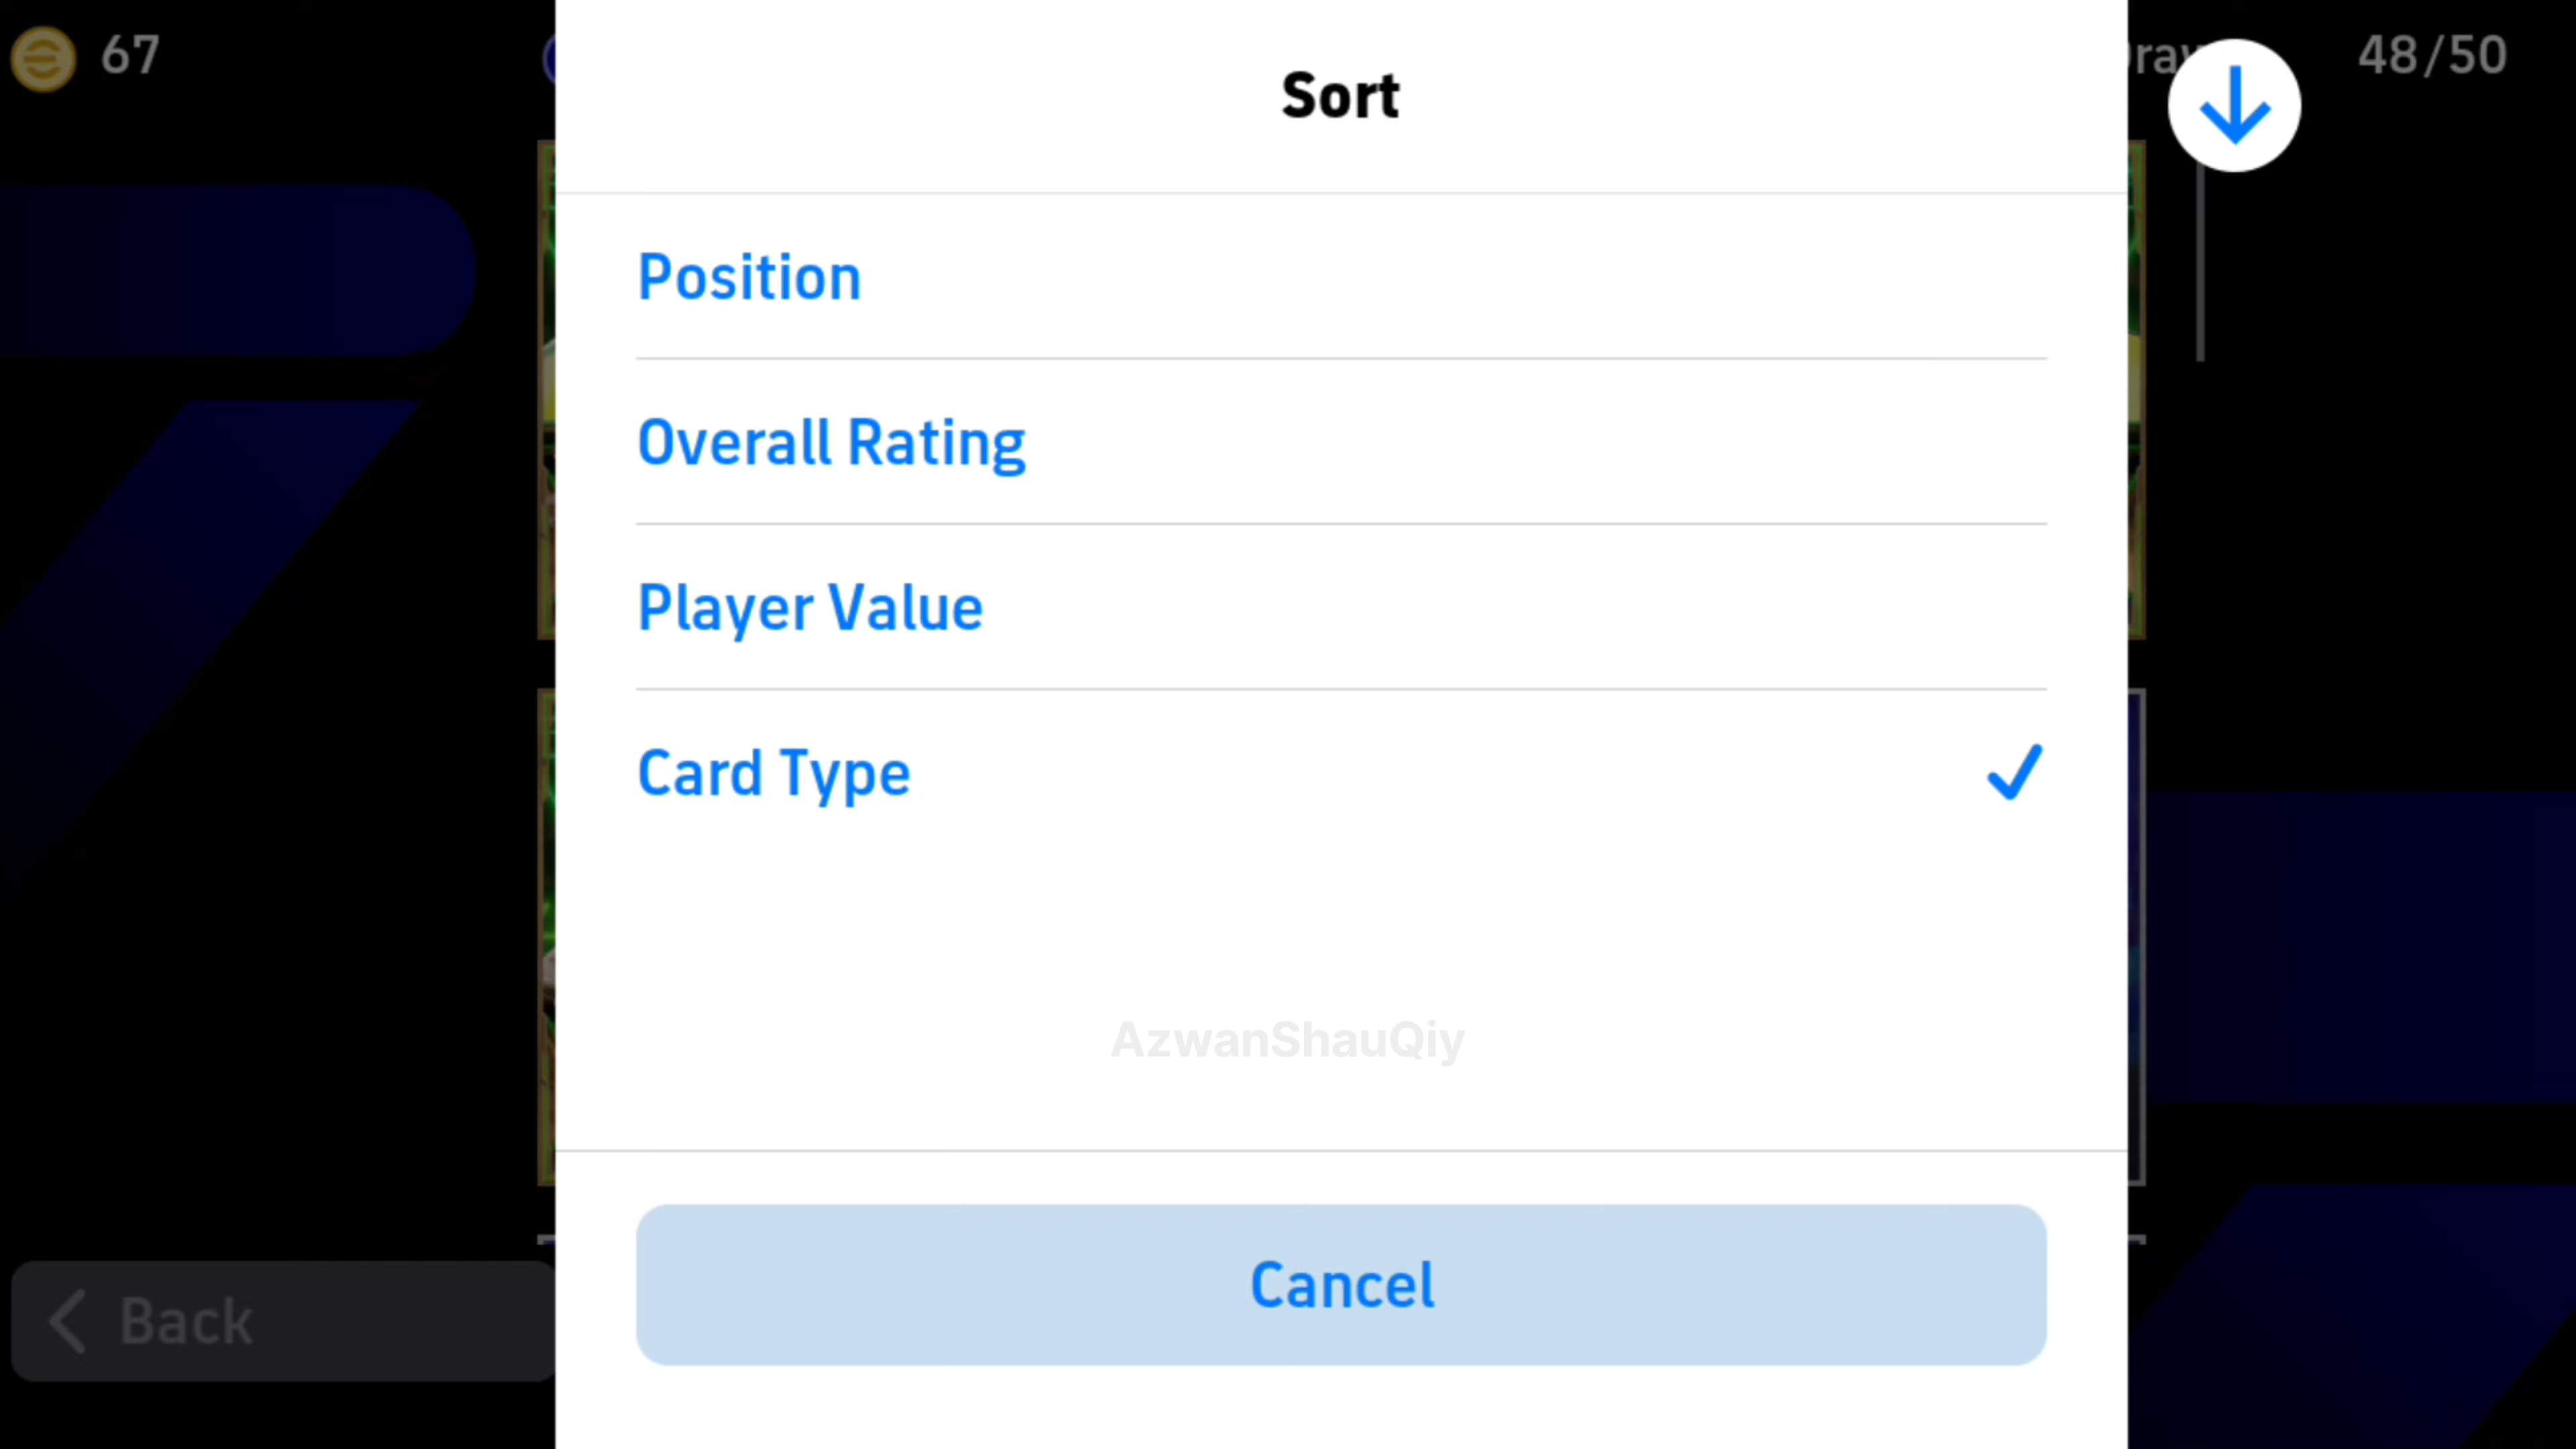 67
Sort
48/50
Position
Overall Rating
Player Value
Card Type
AzwanShauQiy
Cancel
Back